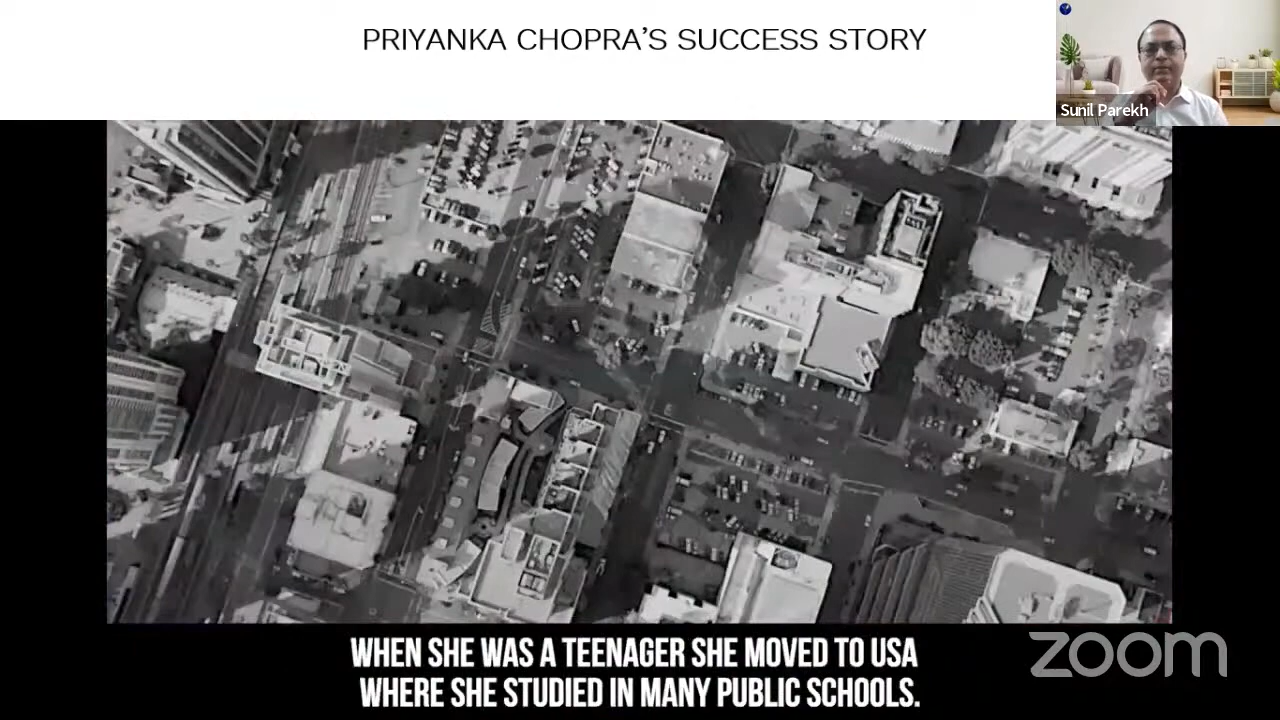 PRIYANKA CHOPRA'S SUCCESS STORY
Sunil Parekh
WHEN SHE WAS A TEENAGER SHE MOVED TO USA
WHERE SHE STUDIED IN MANY PUBLIC SCHOOLS.
zoom